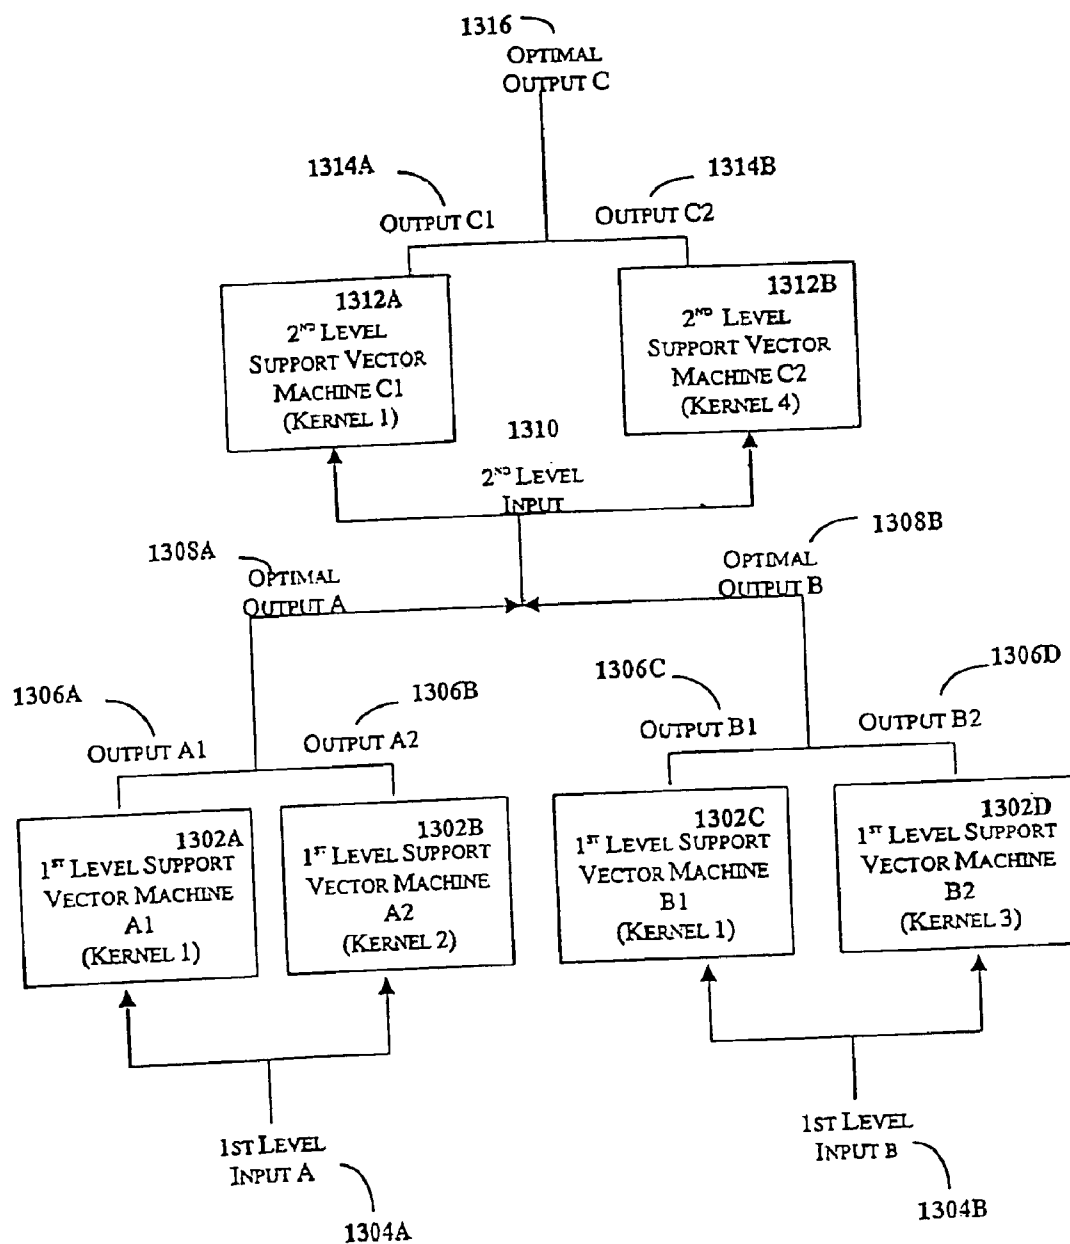 1316
OPTIMAL
OUTPUT C
1314A
1314B
OUTPUT C1
OUTPUT C2
1312A
2ND LEVEL
SUPPORT VECTOR
MACHINE C1
(KERNEL 1)
1312B
2ND LEVEL
SUPPORT VECTOR
MACHINE C2
(KERNEL 4)
1310
2ND LEVEL
INPUT
1308A
OPTIMAL
OUTPUT A
1308B
OPTIMAL
OUTPUT B
1306A
OUTPUT A1
1306B
OUTPUT A2
1306C
OUTPUT B1
1306D
OUTPUT B2
1302A
1ST LEVEL SUPPORT
VECTOR MACHINE
A1
(KERNEL 1)
1302B
1ST LEVEL SUPPORT
VECTOR MACHINE
A2
(KERNEL 2)
1302C
1ST LEVEL SUPPORT
VECTOR MACHINE
B1
(KERNEL 1)
1302D
1ST LEVEL SUPPORT
VECTOR MACHINE
B2
(KERNEL 3)
1ST LEVEL
INPUT A
1304A
1ST LEVEL
INPUT B
1304B